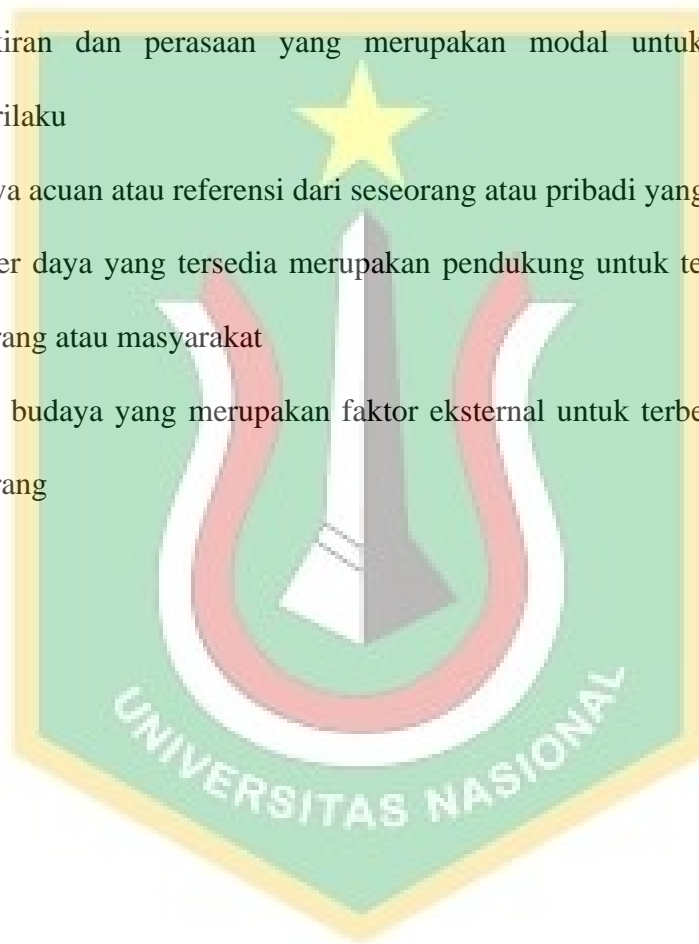 kiran dan perasaan yang merupakan modal untuk
rilaku
ya acuan atau referensi dari seseorang atau pribadi yang
er daya yang tersedia merupakan pendukung untuk te
rang atau masyarakat
budaya yang merupakan faktor eksternal untuk terbe
rang
UNIVERSITAS NASIONAL